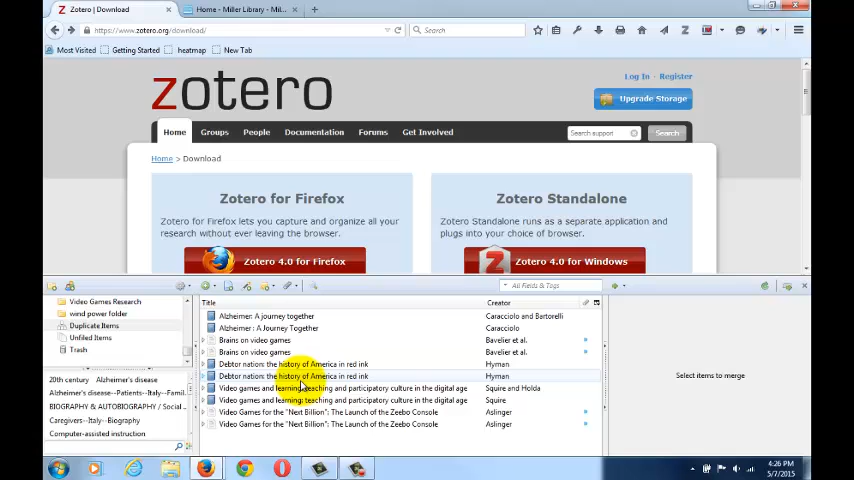 Zotero | Download
Home - Miller Library - Mil...
https://www.zotero.org/download/
Search
Most Visited
Getting Started
heatmap
New Tab
zotero
Log In · Register
Upgrade Storage
Home
Groups
People
Documentation
Forums
Get Involved
Search support
Search
Home > Download
Zotero for Firefox
Zotero for Firefox lets you capture and organize all your
research without ever leaving the browser.
Zotero 4.0 for Firefox
Zotero Standalone
Zotero Standalone runs as a separate application and
plugs into your choice of browser.
Zotero 4.0 for Windows
All Fields & Tags
Video Games Research
wind power folder
Duplicate Items
Unfiled Items
Trash
20th century Alzheimer's disease
Alzheimer's disease--Patients--Italy--Famil...
BIOGRAPHY & AUTOBIOGRAPHY / Social ...
Caregivers--Italy--Biography
Computer-assisted instruction
Title Creator
Alzheimer: A journey together Caracciolo and Bartorelli
Alzheimer : A Journey Together Caracciolo
Brains on video games Bavelier et al.
Brains on video games Bavelier et al.
Debtor nation: the history of America in red ink Hyman
Debtor nation: the history of America in red ink Hyman
Video games and learning: teaching and participatory culture in the digital age Squire and Holda
Video games and learning: teaching and participatory culture in the digital age Squire
Video Games for the "Next Billion": The Launch of the Zeebo Console Aslinger
Video Games for the "Next Billion": The Launch of the Zeebo Console Aslinger
Select items to merge
4:26 PM
5/7/2015